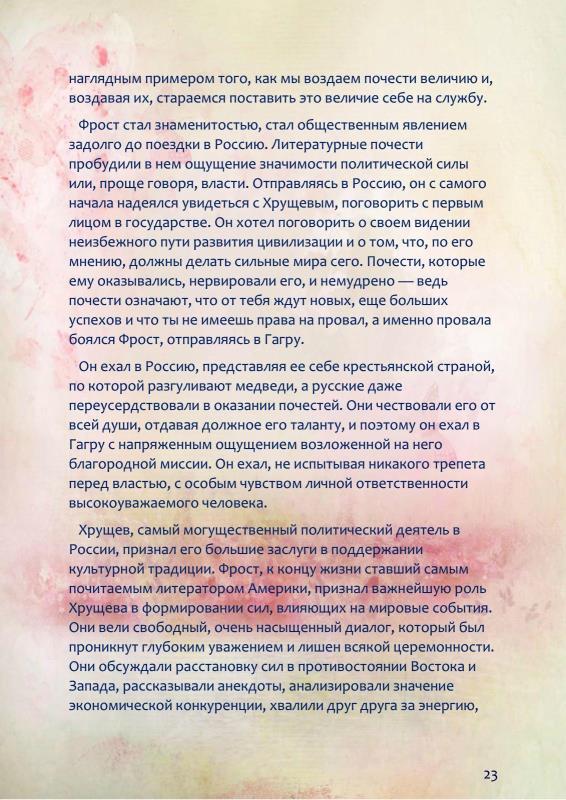 наглядным примером того, как мы воздаем почести величию и,
воздавая их, стараемся поставить это величие себе на службу.
Фрост стал знаменитостью, стал общественным явлением
задолго до поездки в Россию. Литературные почести
пробудили в нем ощущение значимости политической силы
или, проще говоря, власти. Отправляясь в Россию, он с самого
начала надеялся увидеться с Хрущевым, поговорить с первым
лицом в государстве. Он хотел поговорить о своем видении
неизбежного пути развития цивилизации и о том, что, по его
мнению, должны делать сильные мира сего. Почести, которые
ему оказывались, нервировали его, и немудрено — ведь
почести означают, что от тебя ждут новых, еще больших
успехов и что ты не имеешь права на провал, а именно провала
боялся Фрост, отправляясь в Гагру.
Он ехал в Россию, представляя ее себе крестьянской страной,
по которой разгуливают медведи, а русские даже
переусердствовали в оказании почестей. Они чествовали его от
всей души, отдавая должное его таланту, и поэтому он ехал в
Гагру с напряженным ощущением возложенной на него
благородной миссии. Он ехал, не испытывая никакого трепета
перед властью, с особым чувством личной ответственности
высокоуважаемого человека.
Хрущев, самый могущественный политический деятель в
России, признал его большие заслуги в поддержании
культурной традиции. Фрост, к концу жизни ставший самым
почитаемым литератором Америки, признал важнейшую роль
Хрущева в формировании сил, влияющих на мировые события.
Они вели свободный, очень насыщенный диалог, который был
проникнут глубоким уважением и лишен всякой церемонности.
Они обсуждали расстановку сил в противостоянии Востока и
Запада, рассказывали анекдоты, анализировали значение
экономической конкуренции, хвалили друг друга за энергию,
23